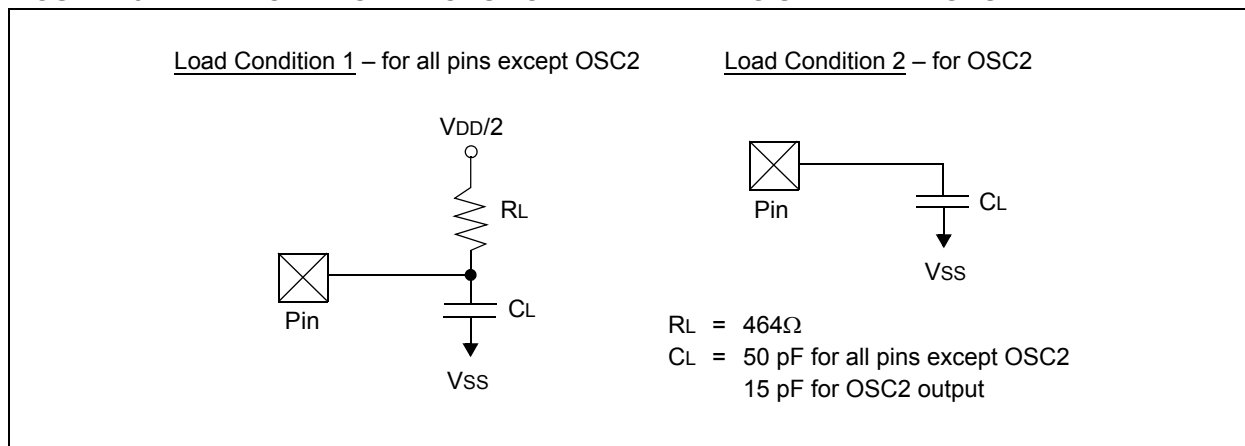 Load Condition 1 – for all pins except OSC2
Load Condition 2 – for OSC2
VDD/2
RL
Pin
CL
VSS
Pin
CL
VSS
RL = 464Ω
CL = 50 pF for all pins except OSC2
15 pF for OSC2 output